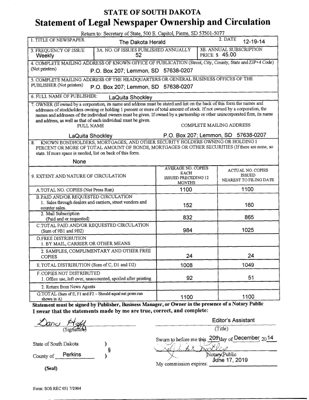 STATE OF SOUTH DAKOTA
Statement of Legal Newspaper Ownership and Circulation
Return to: Secretary of State, 500 E. Capitol, Pierre, SD 57501-5077
1. TITLE OF NEWSPAPER
The Dakota Herald
2. DATE
12-19-14
3. FREQUENCY OF ISSUE
Weekly
3A. NO. OF ISSUES PUBLISHED ANNUALLY
52
3B. ANNUAL SUBSCRIPTION
PRICE $ 45.00
4. COMPLETE MAILING ADDRESS OF KNOWN OFFICE OF PUBLICATION (Street, City, County, State and ZIP+4 Code)
(Not printers)
P.O. Box 207; Lemmon, SD 57638-0207
5. COMPLETE MAILING ADDRESS OF THE HEADQUARTERS OR GENERAL BUSINESS OFFICES OF THE
PUBLISHER (Not printer)
P.O. Box 207; Lemmon, SD 57638-0207
6. FULL NAME OF PUBLISHER:
LaQuita Shockley
7. OWNER (If owned by a corporation, its name and address must be stated and list on the back of this form the names and
addresses of stockholders owning or holding 1 percent or more of total amount of stock. If not owned by a corporation, the
names and address of the individual owners must be given. If owned by a partnership or other unincorporated firm, its name
and address, as well as that of each individual must be given.
FULL NAME
COMPLETE MAILING ADDRESS
LaQuita Shockley
P.O. Box 207; Lemmon, SD 57638-0207
8. KNOWN BONDHOLDERS, MORTGAGES, AND OTHER SECURITY HOLDERS OWNING OR HOLDING 1
PERCENT OR MORE OF TOTAL AMOUNT OF BONDS, MORTGAGES OR OTHER SECURITIES (If there are none, so
state. If more space is needed, list on back of this form.
None
9. EXTENT AND NATURE OF CIRCULATION
AVERAGE NO. COPIES
EACH
ISSUED PRECEDING 12
MONTHS
ACTUAL NO. COPIES
ISSUED
NEAREST TO FILING DATE
A. TOTAL NO. COPIES (Net Press Run)
1100
1100
B. PAID AND/OR REQUESTED CIRCULATION
1. Sales through dealers and carriers, street vendors and
counter sales.
152
160
2. Mail Subscription
(Paid and or requested)
832
865
C. TOTAL PAID AND/OR REQUESTED CIRCULATION
(Sum of 9B1 and 9B2)
984
1025
D. FREE DISTRIBUTION
1. BY MAIL, CARRIER OR OTHER MEANS
2. SAMPLES, COMPLIMENTARY AND OTHER FREE
COPIES
24
24
E. TOTAL DISTRIBUTION (Sum of C, D1 and D2)
1008
1049
F. COPIES NOT DISTRIBUTED
1. Office use, left over, unaccounted, spoiled after printing
92
51
2. Return from News Agents
G. TOTAL (Sum of E, F1 and F2 – Should equal net press run
shown in A)
1100
1100
Statement must be signed by Publisher, Business Manager, or Owner in the presence of a Notary Public
I swear that the statements made by me are true, correct, and complete:
(Signature)
Editor's Assistant
(Title)
State of South Dakota )
§
County of Perkins )
Sworn to before me this 20th day of December 2014
Notary Public
My commission expires: June 17, 2019
(Seal)
Form: SOS REC 051 7/2004